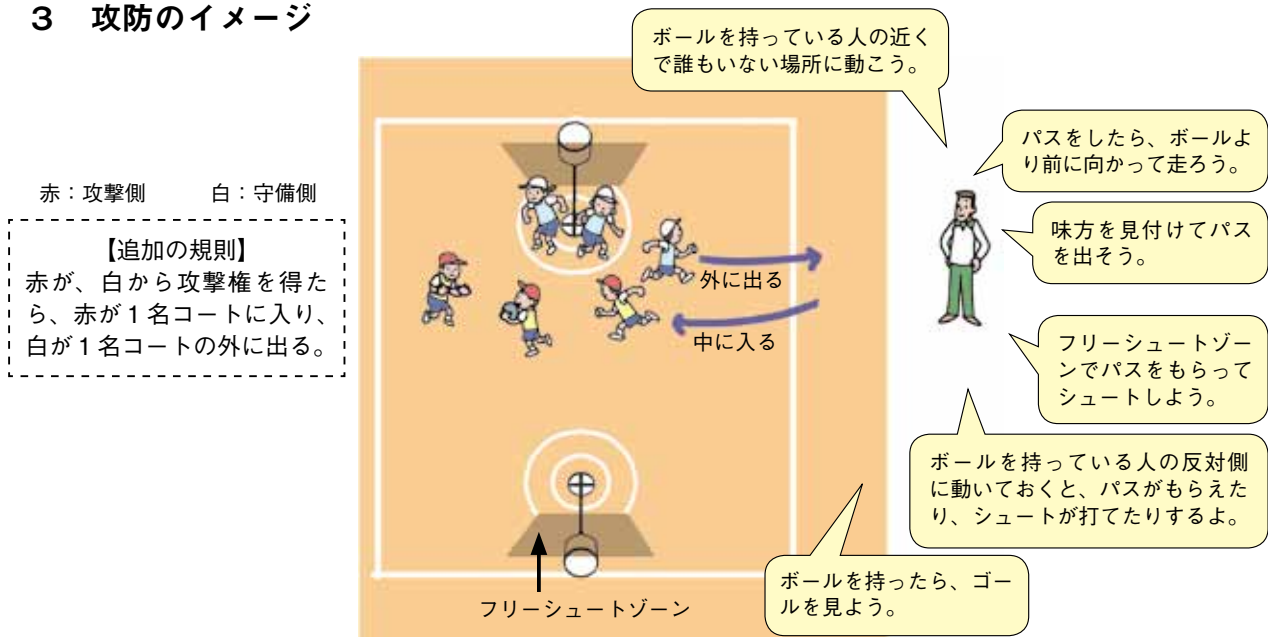 3　攻防のイメージ
ボールを持っている人の近く
で誰もいない場所に動こう。
パスをしたら、ボールよ
り前に向かって走ろう。
赤：攻撃側　　白：守備側
【追加の規則】
赤が、白から攻撃権を得た
ら、赤が1名コートに入り、
白が1名コートの外に出る。
味方を見付けてパス
を出そう。
外に出る
中に入る
フリーシュートゾー
ンでパスをもらって
シュートしよう。
ボールを持っている人の反対側
に動いておくと、パスがもらえた
り、シュートが打てたりするよ。
ボールを持ったら、ゴー
ルを見よう。
フリーシュートゾーン